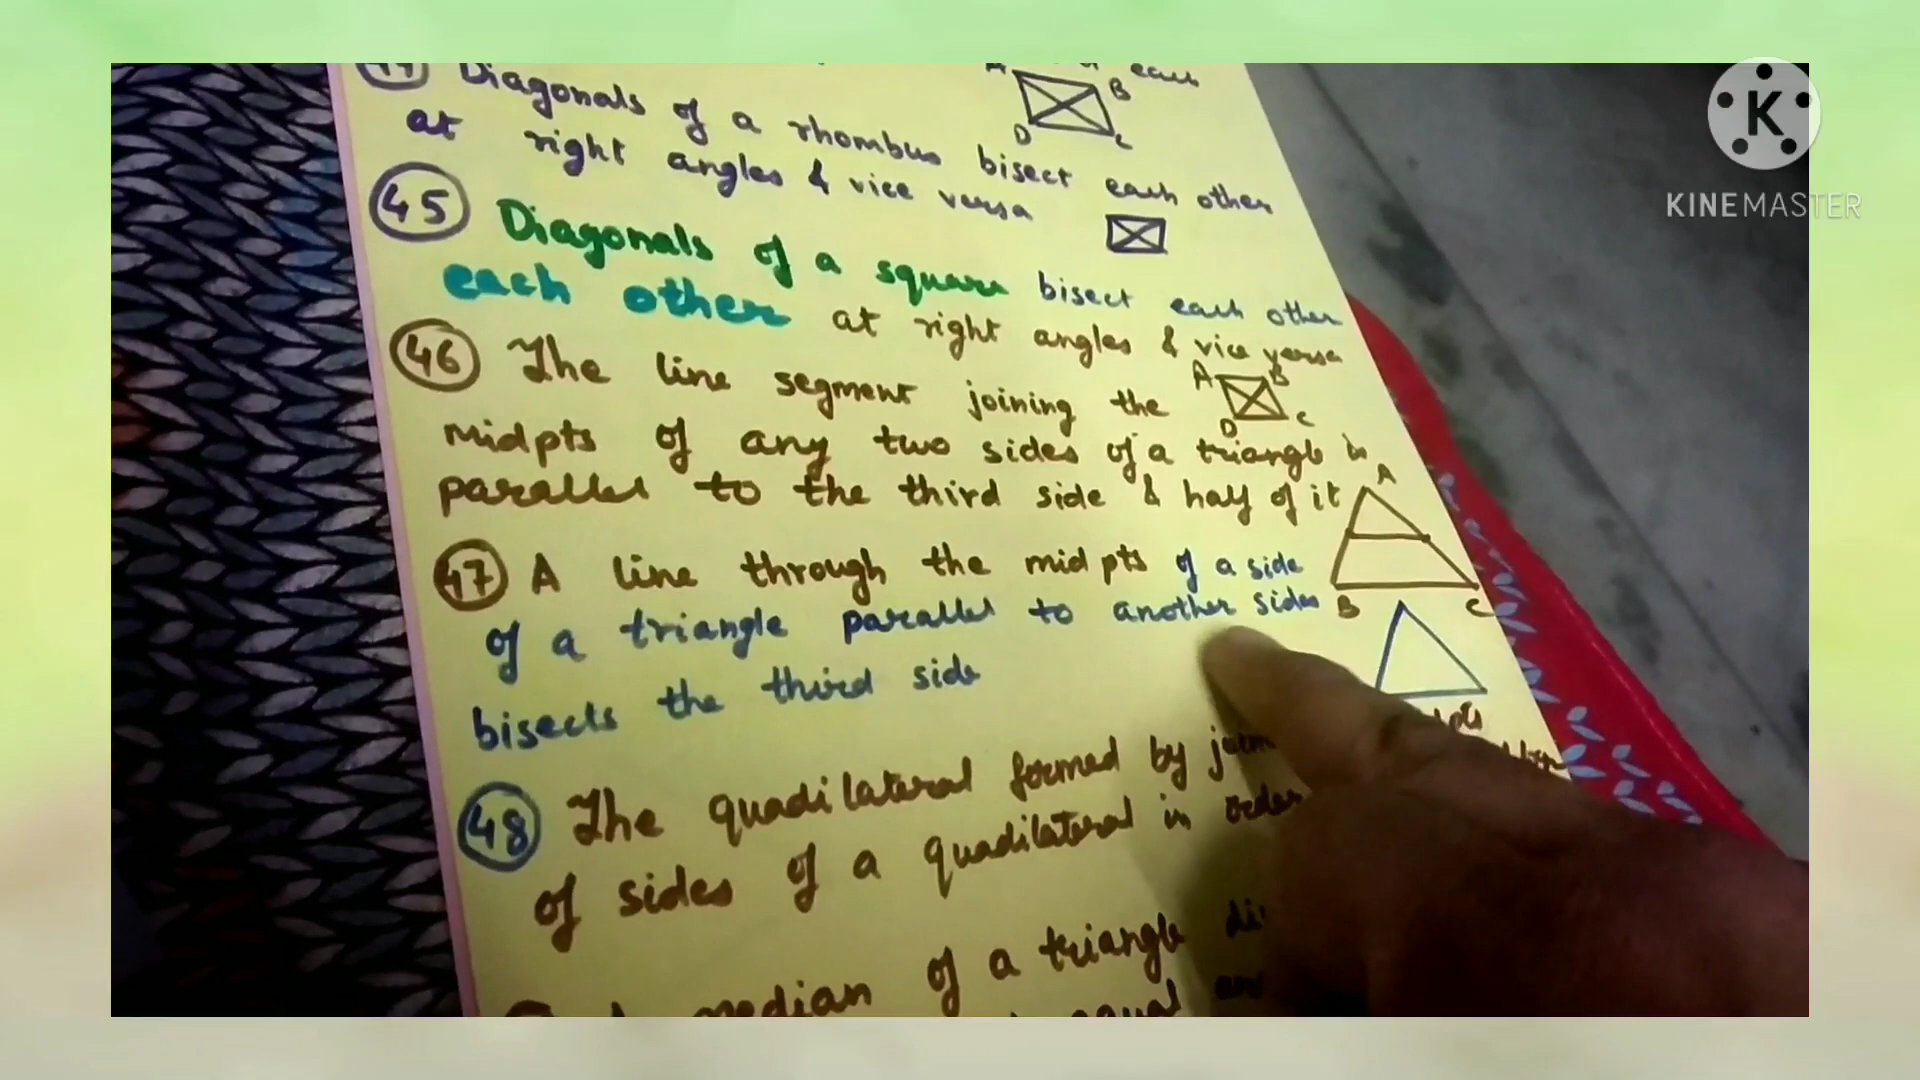 44 Diagonals of a rhombus bisect each other
at right angles & vice versa
45 Diagonals of a square bisect each other
each other at right angles & vice versa
46 The line segment joining the
midpts of any two sides of a triangle is
parallel to the third side & half of it
47 A line through the mid pts of a side
of a triangle parallel to another sides
bisects the third side
48 The quadilateral formed by
of sides of a quadilateral in order
median of a triangle
equal
each
A B
D C
A B
D C
A
B C
KINEMASTER